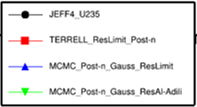 JEFF4_U235
TERRELL_ResLimit_Post-n
MCMC_Post-n_Gauss_ResLimit
MCMC_Post-n_Gauss_ResAl-Adili